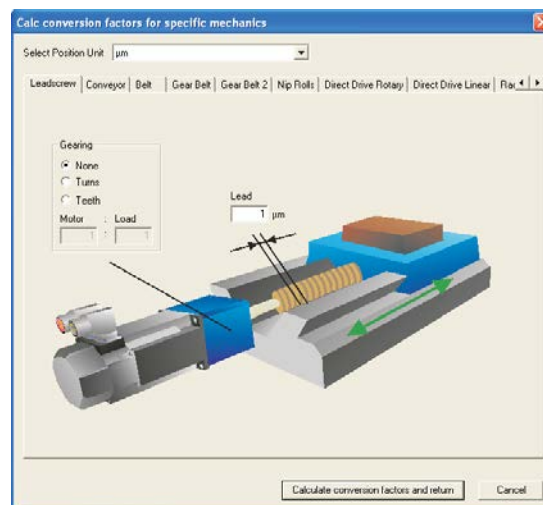 Calc conversion factors for specific mechanics
Select Position Unit µm
Leadscrew Conveyor Belt Gear Belt Gear Belt 2 Nip Rolls Direct Drive Rotary Direct Drive Linear
Gearing
None
Turns
Teeth
Motor : Load
1 : 1
Lead
1 µm
Calculate conversion factors and return Cancel